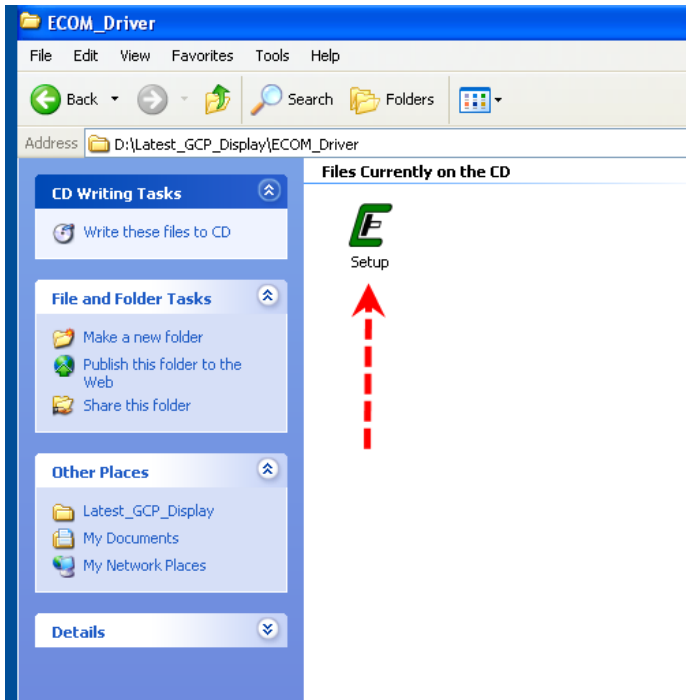 ECOM_Driver
File Edit View Favorites Tools Help
Back Search Folders
Address D:\Latest_GCP_Display\ECOM_Driver
CD Writing Tasks
Write these files to CD
File and Folder Tasks
Make a new folder
Publish this folder to the
Web
Share this folder
Other Places
Latest_GCP_Display
My Documents
My Network Places
Details
Files Currently on the CD
Setup